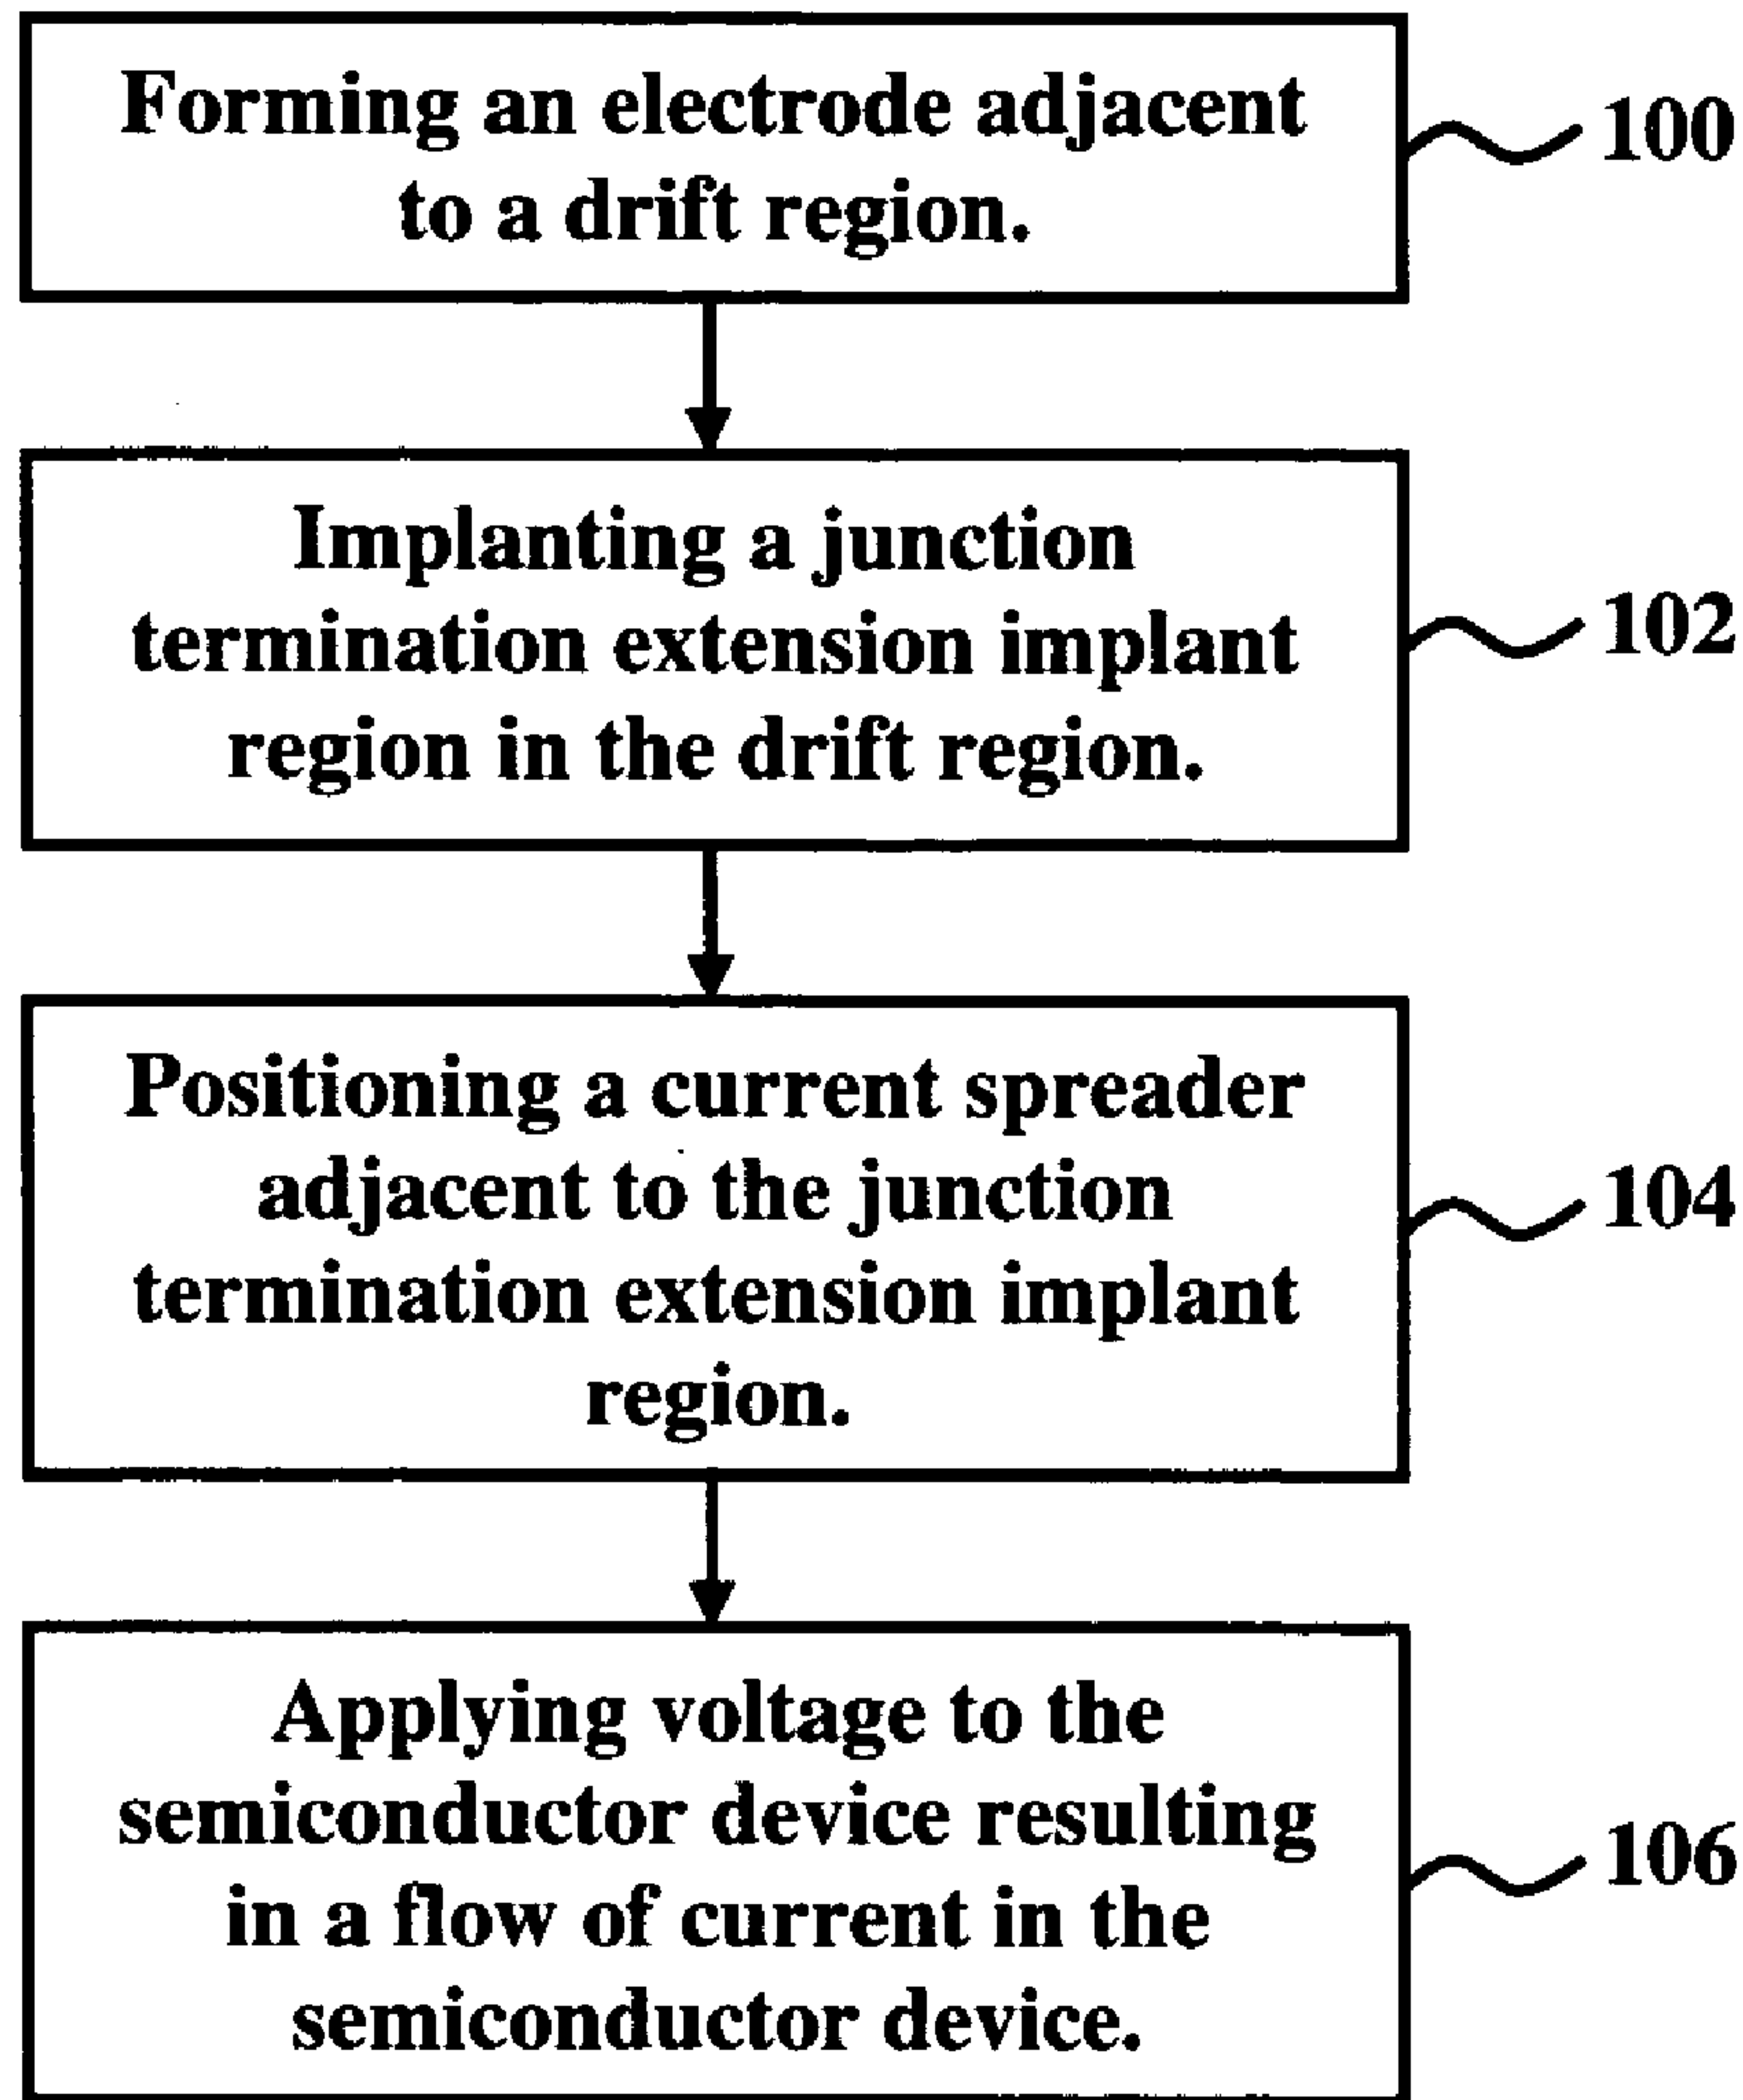 Forming an electrode adjacent
to a drift region.
100
Implanting a junction
termination extension implant
region in the drift region.
102
Positioning a current spreader
adjacent to the junction
termination extension implant
region.
104
Applying voltage to the
semiconductor device resulting
in a flow of current in the
semiconductor device.
106